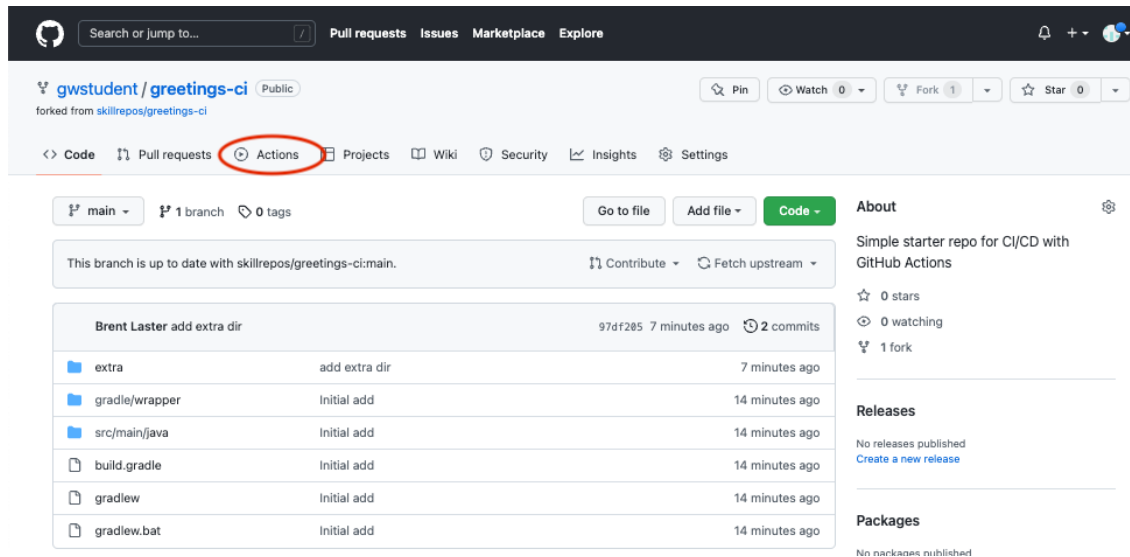 Search or jump to... /
Pull requests Issues Marketplace Explore
gwstudent / greetings-ci Public
Pin Watch 0 Fork 1 Star 0
forked from skillrepos/greetings-ci
<> Code Pull requests Actions Projects Wiki Security Insights Settings
main 1 branch 0 tags Go to file Add file Code
This branch is up to date with skillrepos/greetings-ci:main. Contribute Fetch upstream
Brent Laster add extra dir 97df205 7 minutes ago 2 commits
extra add extra dir 7 minutes ago
gradle/wrapper Initial add 14 minutes ago
src/main/java Initial add 14 minutes ago
build.gradle Initial add 14 minutes ago
gradlew Initial add 14 minutes ago
gradlew.bat Initial add 14 minutes ago
About
Simple starter repo for CI/CD with
GitHub Actions
0 stars
0 watching
1 fork
Releases
No releases published
Create a new release
Packages
No packages published